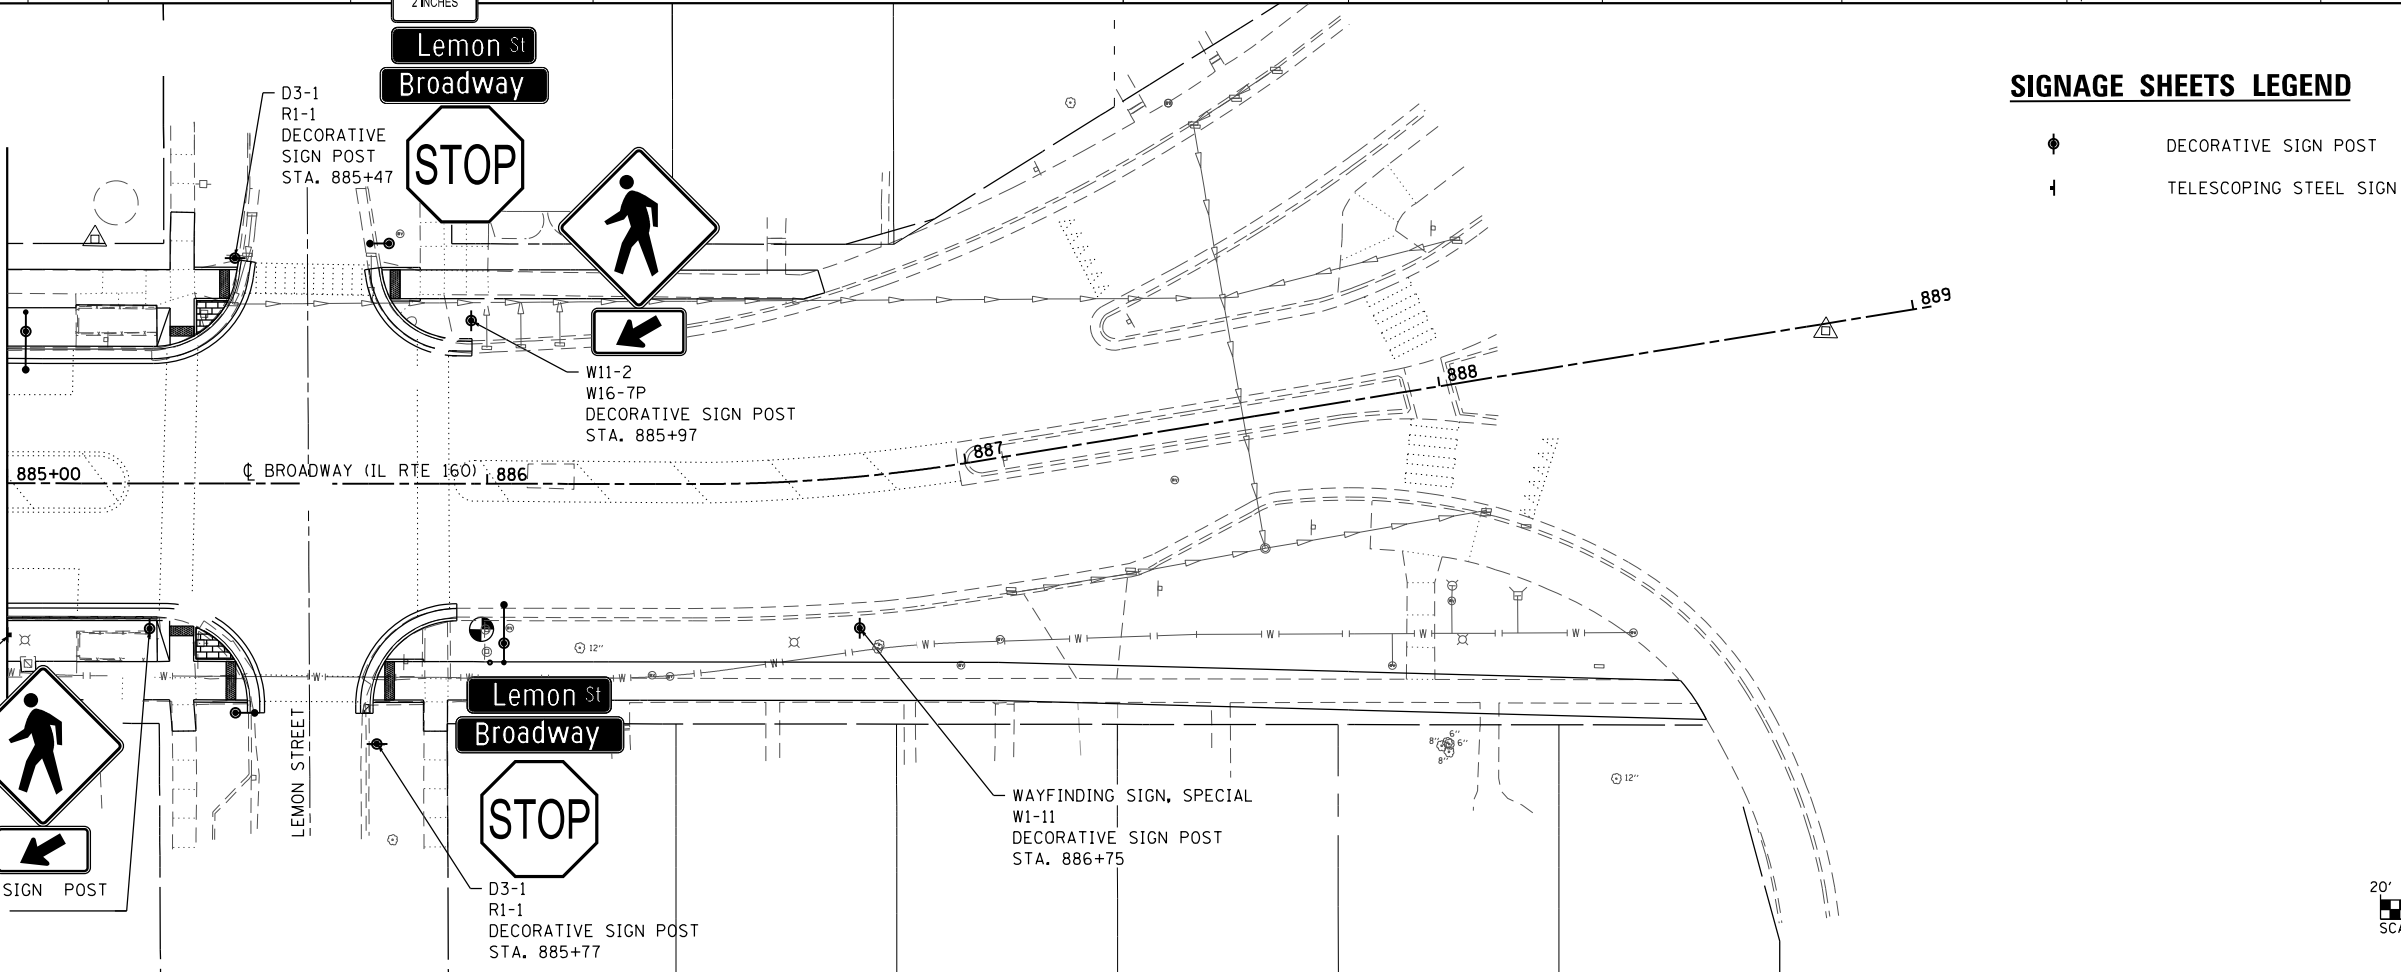 2 INCHES
Lemon St
Broadway
STOP
D3-1
R1-1
DECORATIVE
SIGN POST
STA. 885+47
SIGNAGE SHEETS LEGEND
DECORATIVE SIGN POST
TELESCOPING STEEL SIGN
W11-2
W16-7P
DECORATIVE SIGN POST
STA. 885+97
889
888
887
885+00
℄ BROADWAY (IL RTE 160)
886
12"
W W W W W
W W W W W
Lemon St
Broadway
STOP
LEMON STREET
WAYFINDING SIGN, SPECIAL
W1-11
DECORATIVE SIGN POST
STA. 886+75
6"
8" 6"
8"
12"
SIGN POST
D3-1
R1-1
DECORATIVE SIGN POST
STA. 885+77
20'